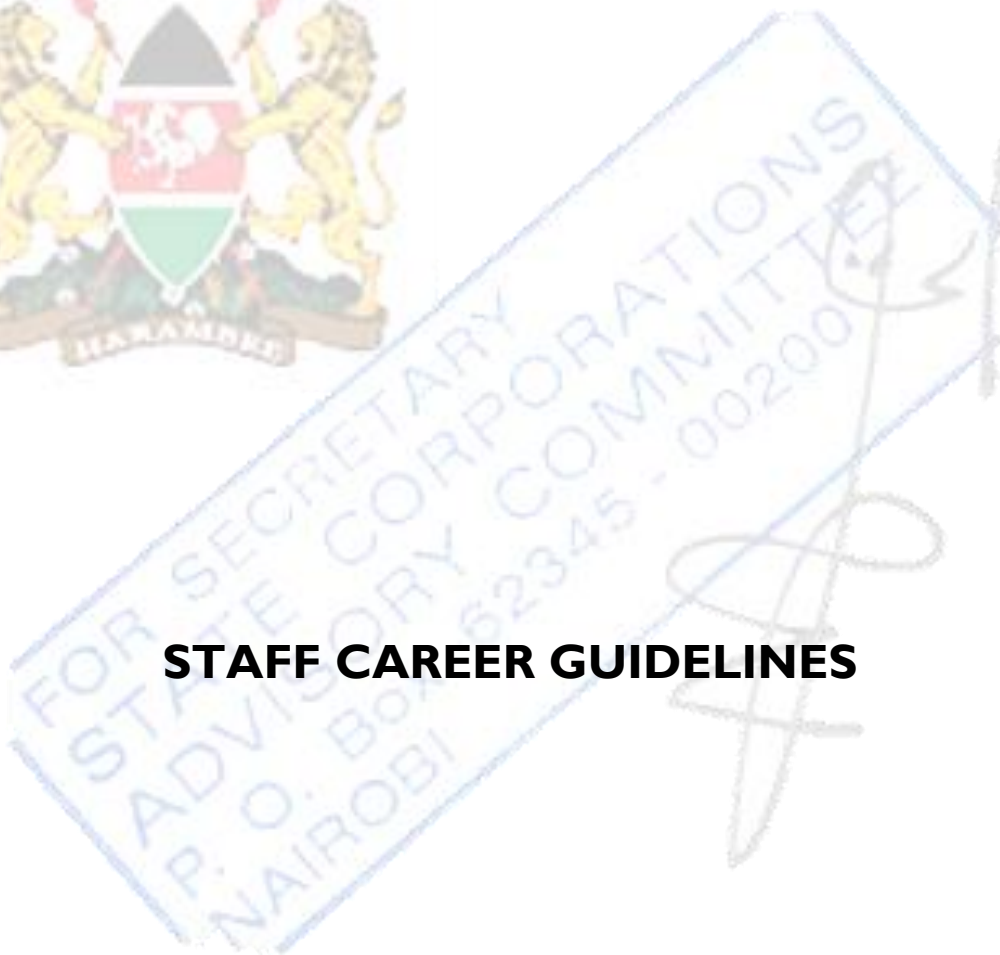 HARAMBEE
FOR SECRETARY
STATE CORPORATIONS
ADVISORY COMMITTEE
P. O. Box 62345 - 00200
NAIROBI
STAFF CAREER GUIDELINES